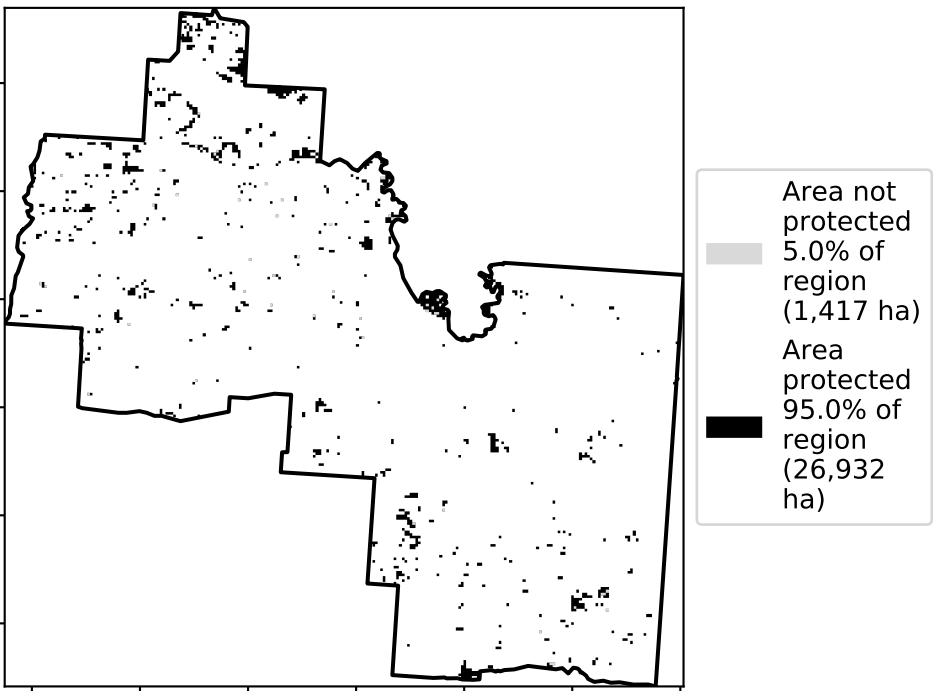 Area not
protected
5.0% of
region
(1,417 ha)
Area
protected
95.0% of
region
(26,932
ha)